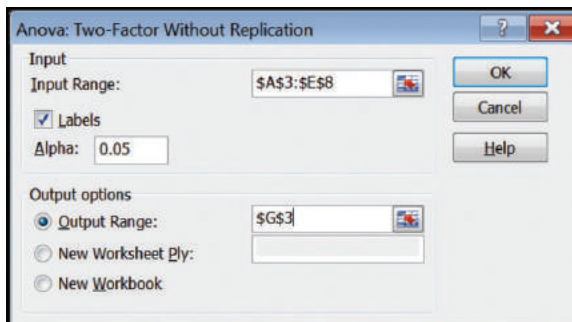 Anova: Two-Factor Without Replication
Input
Input Range: $A$3:$E$8
Labels
Alpha: 0.05
OK
Cancel
Help
Output options
Output Range: $G$3
New Worksheet Ply:
New Workbook